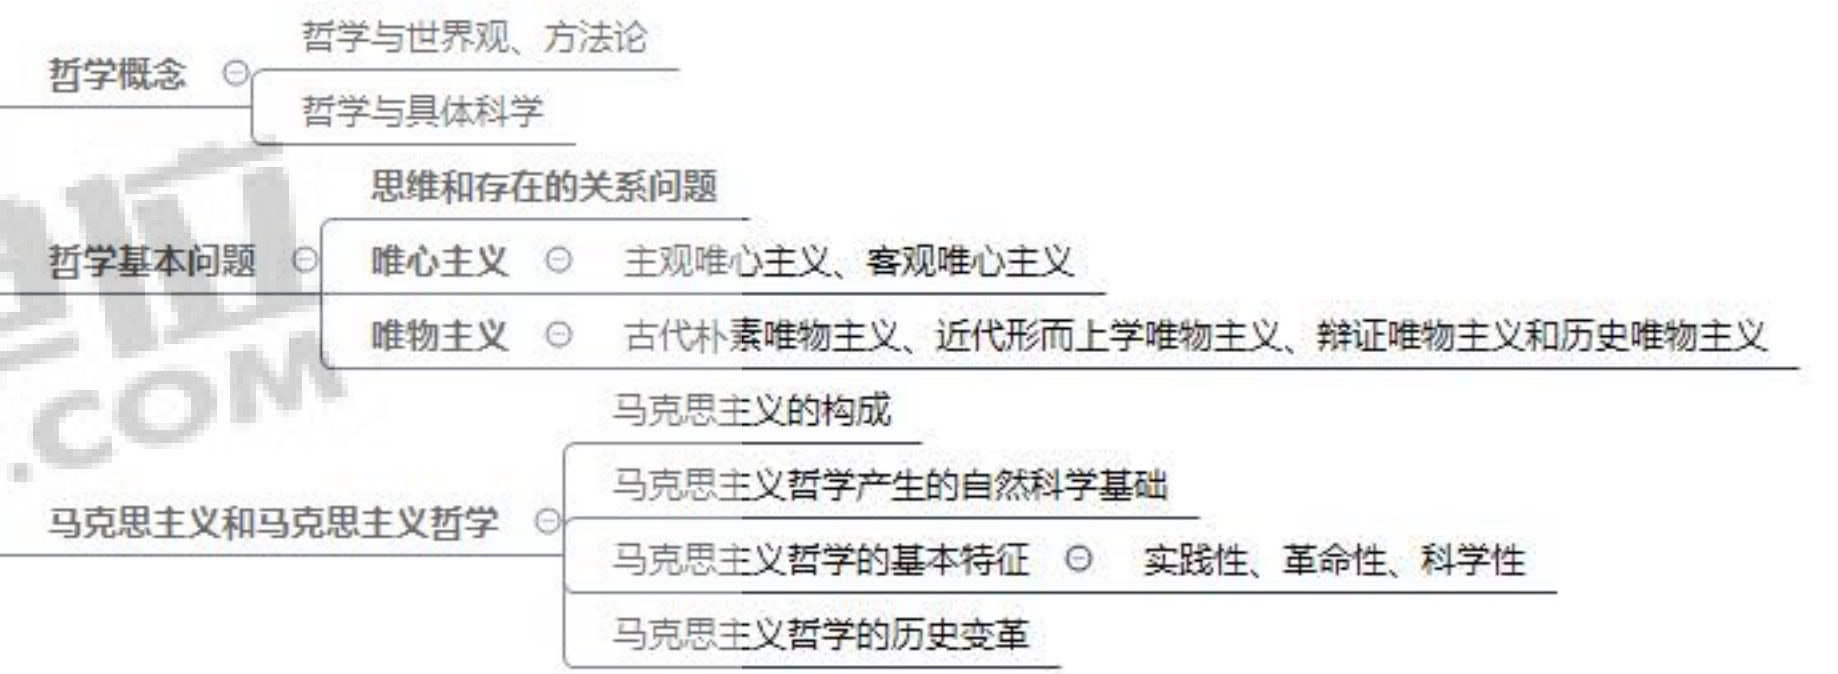 哲学与世界观、方法论
哲学概念
哲学与具体科学
思维和存在的关系问题
哲学基本问题
唯心主义
主观唯心主义、客观唯心主义
唯物主义
古代朴素唯物主义、近代形而上学唯物主义、辩证唯物主义和历史唯物主义
.COM
马克思主义的构成
马克思主义哲学产生的自然科学基础
马克思主义和马克思主义哲学
马克思主义哲学的基本特征
实践性、革命性、科学性
马克思主义哲学的历史变革